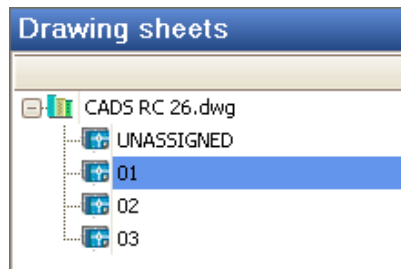 Drawing sheets
CADS RC 26.dwg
UNASSIGNED
01
02
03